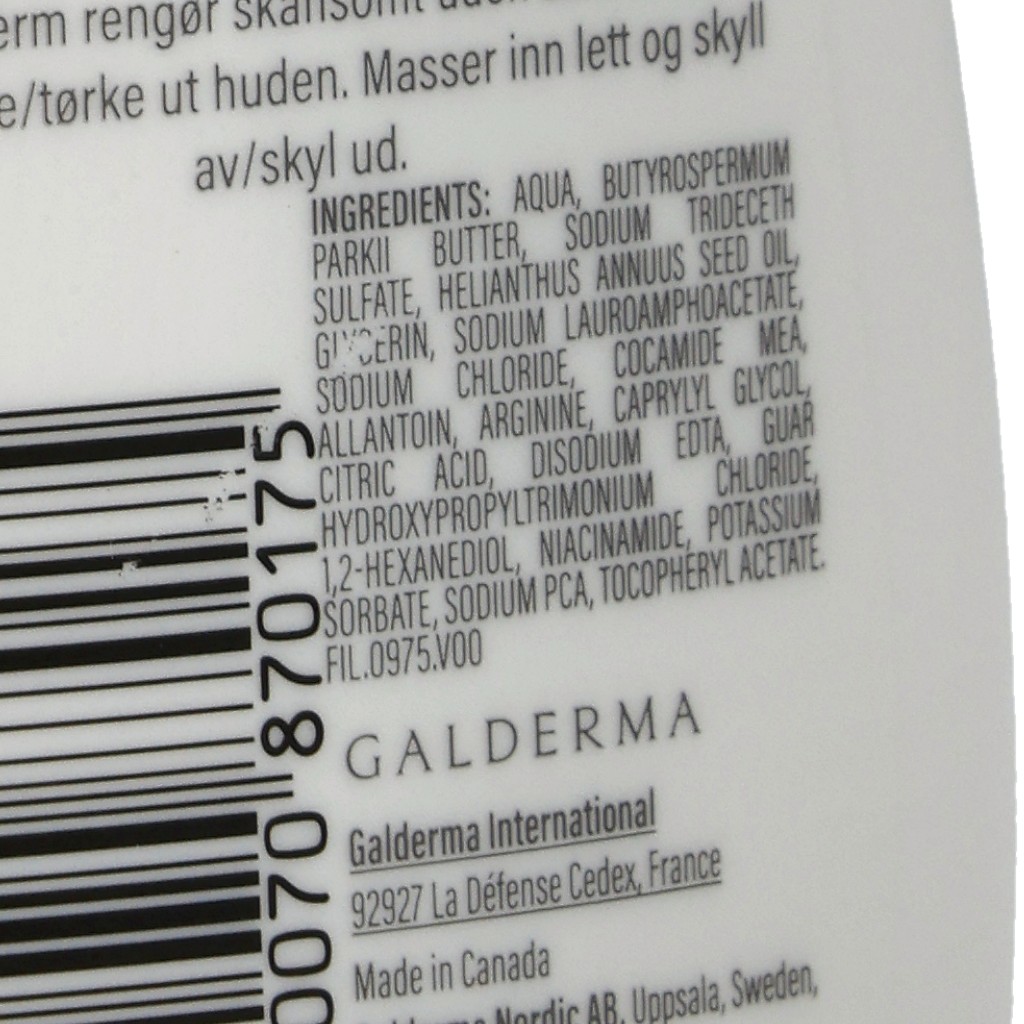 rengør skånsomt
e/tørke ut huden. Masser inn lett og skyll
av/skyl ud.
INGREDIENTS: AQUA, BUTYROSPERMUM
PARKII BUTTER, SODIUM TRIDECETH
SULFATE, HELIANTHUS ANNUUS SEED OIL,
GLYCERIN, SODIUM LAUROAMPHOACETATE,
SODIUM CHLORIDE, COCAMIDE MEA,
ALLANTOIN, ARGININE, CAPRYLYL GLYCOL,
CITRIC ACID, DISODIUM EDTA, GUAR
HYDROXYPROPYLTRIMONIUM CHLORIDE,
1,2-HEXANEDIOL, NIACINAMIDE, POTASSIUM
SORBATE, SODIUM PCA, TOCOPHERYL ACETATE.
FIL.0975.V00
0070 870175
GALDERMA
Galderma International
92927 La Défense Cedex, France
Made in Canada
Nordic AB, Uppsala, Sweden,